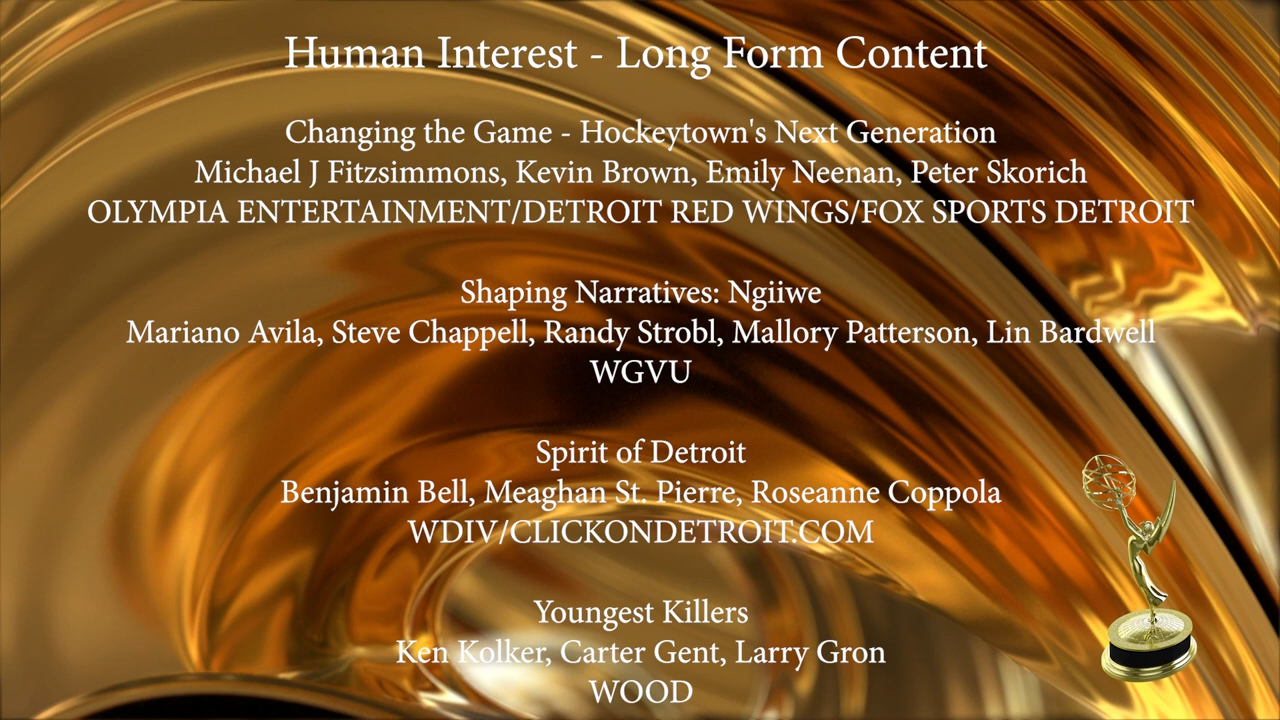 Human Interest - Long Form Content
Changing the Game - Hockeytown's Next Generation
Michael J Fitzsimmons, Kevin Brown, Emily Neenan, Peter Skorich
OLYMPIA ENTERTAINMENT/DETROIT RED WINGS/FOX SPORTS DETROIT
Shaping Narratives: Ngiiwe
Mariano Avila, Steve Chappell, Randy Strobl, Mallory Patterson, Lin Bardwell
WGVU
Spirit of Detroit
Benjamin Bell, Meaghan St. Pierre, Roseanne Coppola
WDIV/CLICKONDETROIT.COM
Youngest Killers
Ken Kolker, Carter Gent, Larry Gron
WOOD